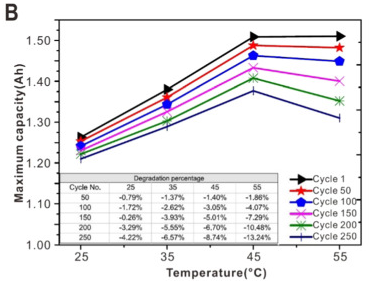 B
Maximum capacity(Ah)
1.50
1.40
1.30
1.20
1.10
1.00
Degradation percentage
Cycle No. 25 35 45 55
50 -0.79% -1.37% -1.40% -1.86%
100 -1.72% -2.62% -3.05% -4.07%
150 -0.26% -3.93% -5.01% -7.29%
200 -3.29% -5.55% -6.70% -10.48%
250 -4.22% -6.57% -8.74% -13.24%
Cycle 1
Cycle 50
Cycle 100
Cycle 150
Cycle 200
Cycle 250
25 35 45 55
Temperature(°C)